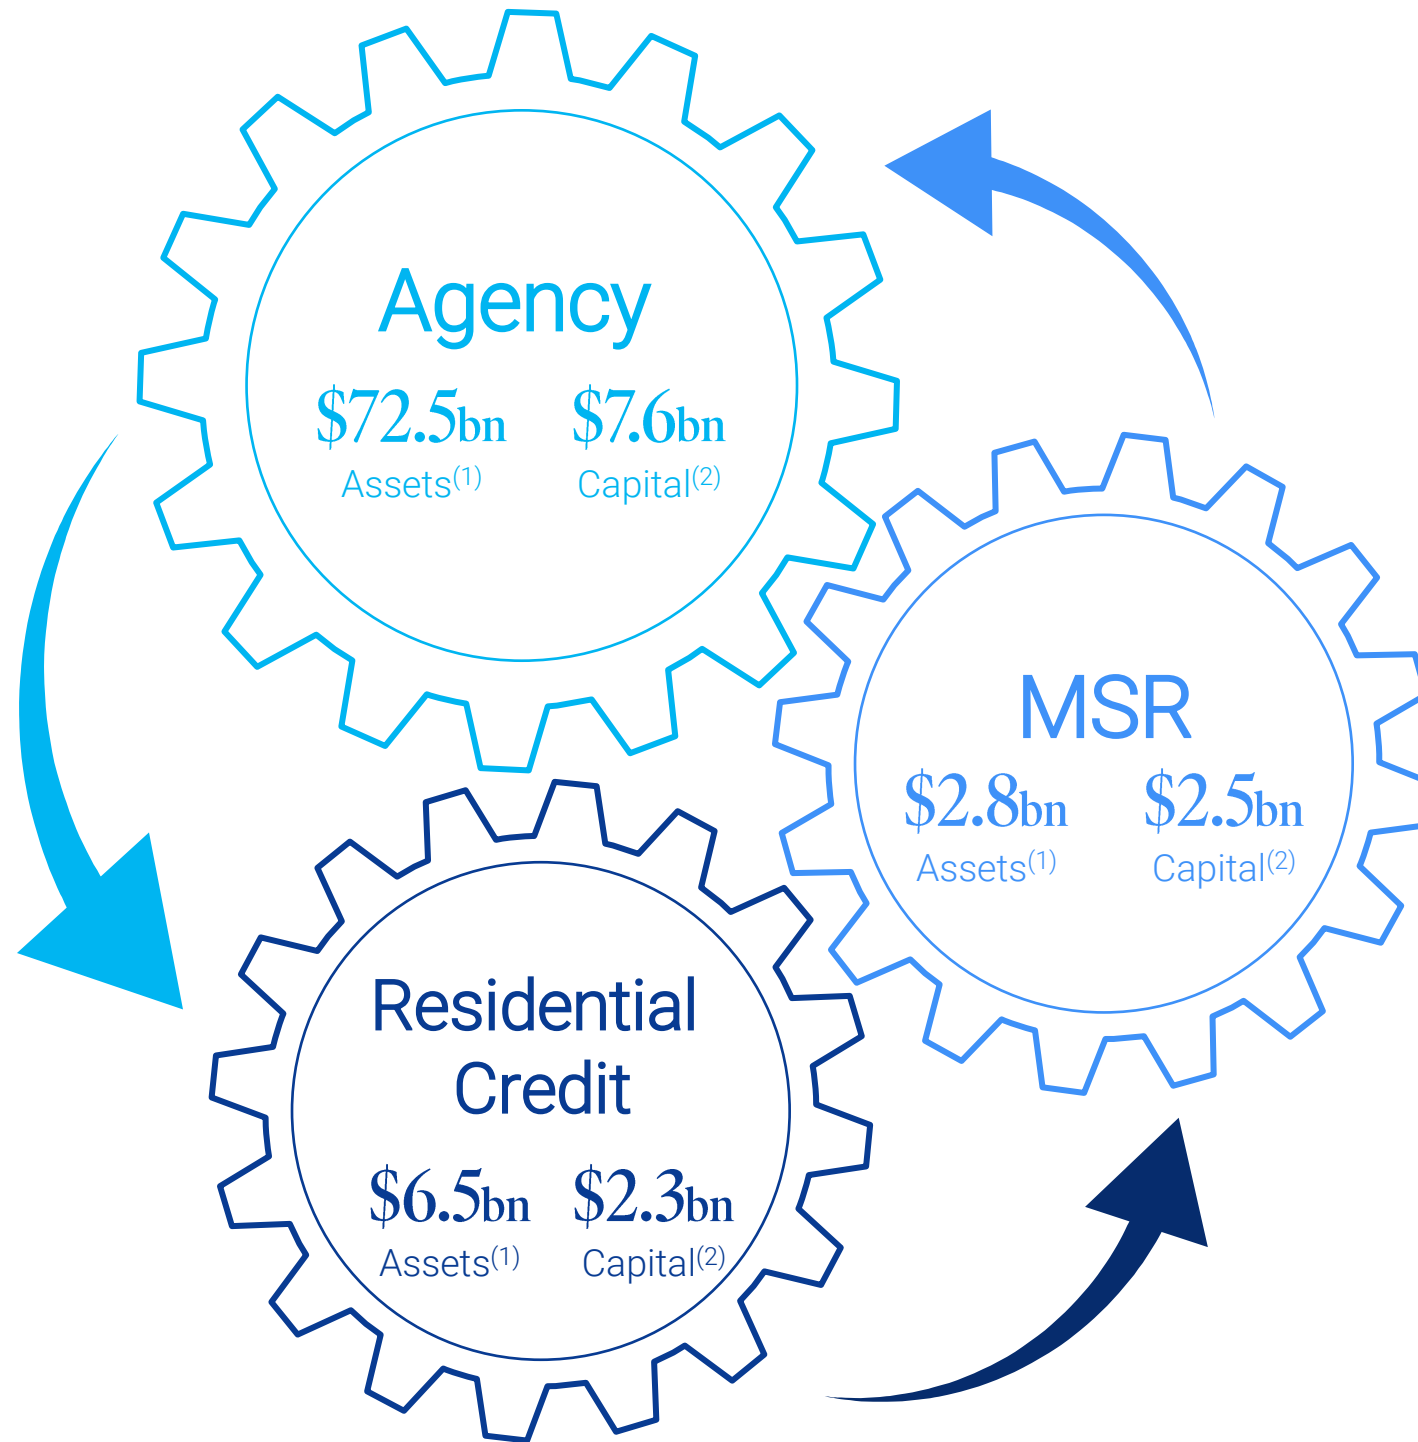 Agency
$72.5bn $7.6bn
Assets(1) Capital(2)
MSR
$2.8bn $2.5bn
Assets(1) Capital(2)
Residential
Credit
$6.5bn $2.3bn
Assets(1) Capital(2)